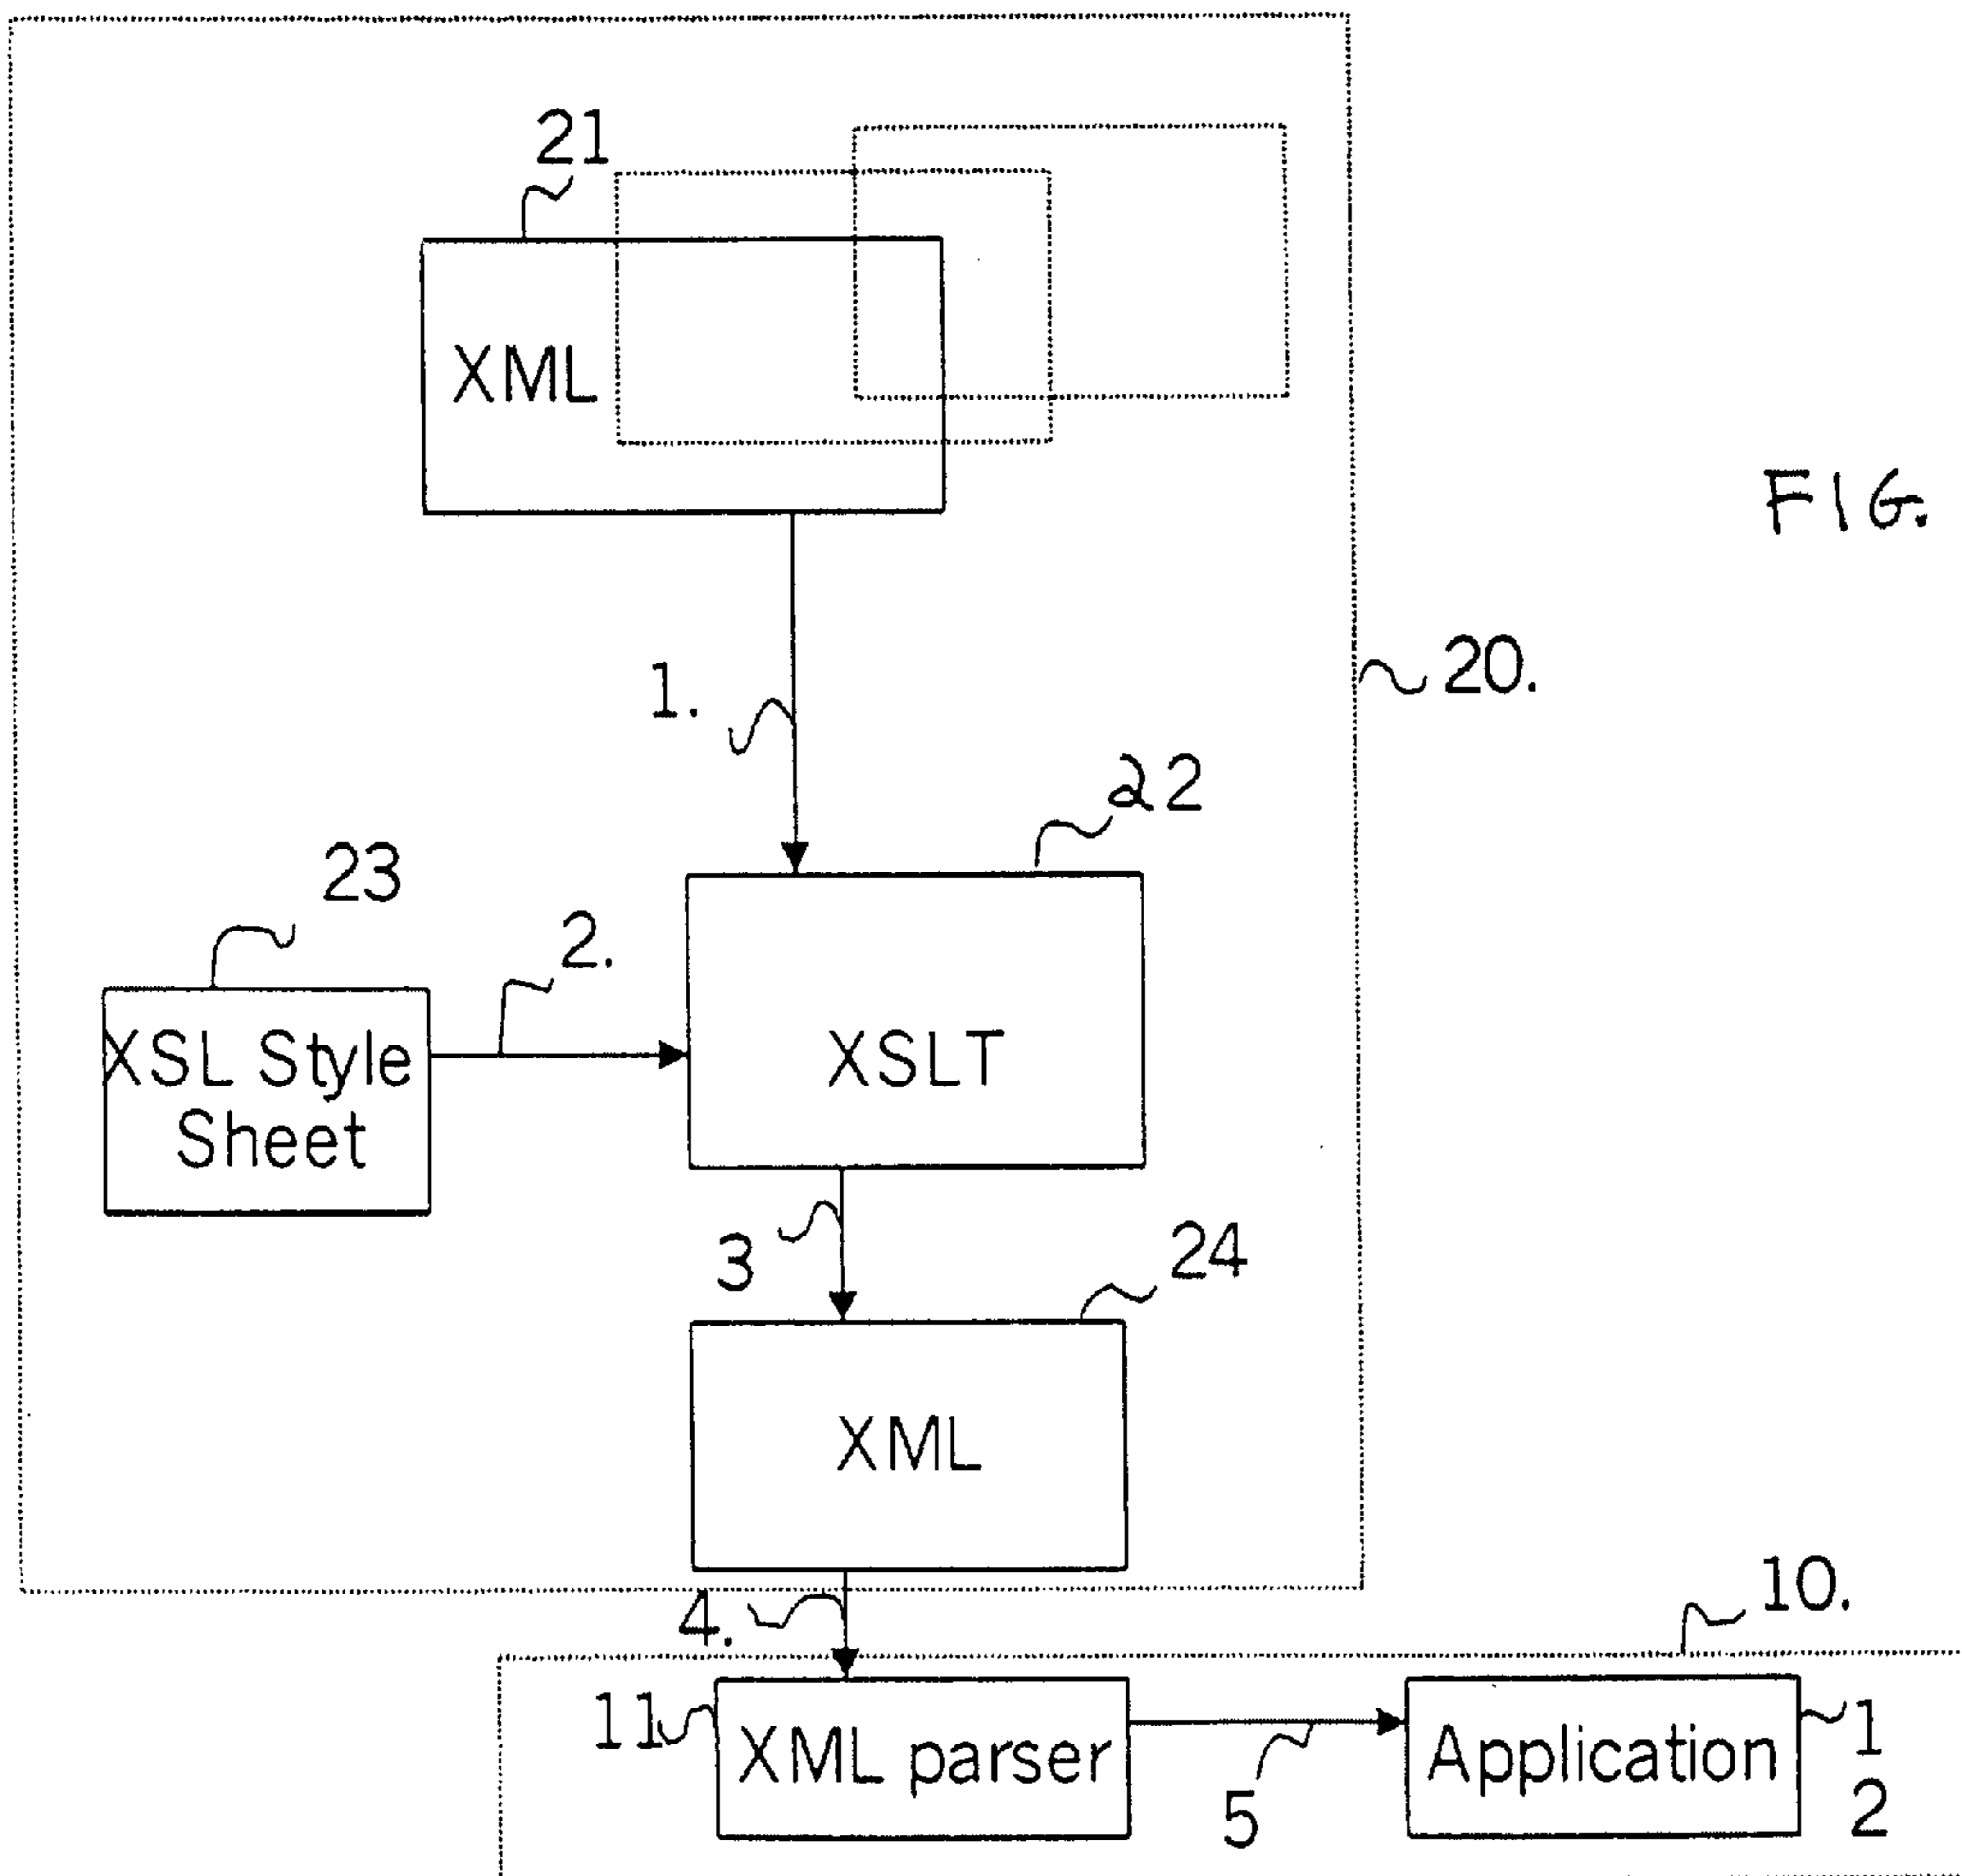 21
XML
FIG.
20.
1.
22
23
2.
XSL Style
Sheet
XSLT
3
24
XML
4.
10.
11
XML parser
5
Application
1
2